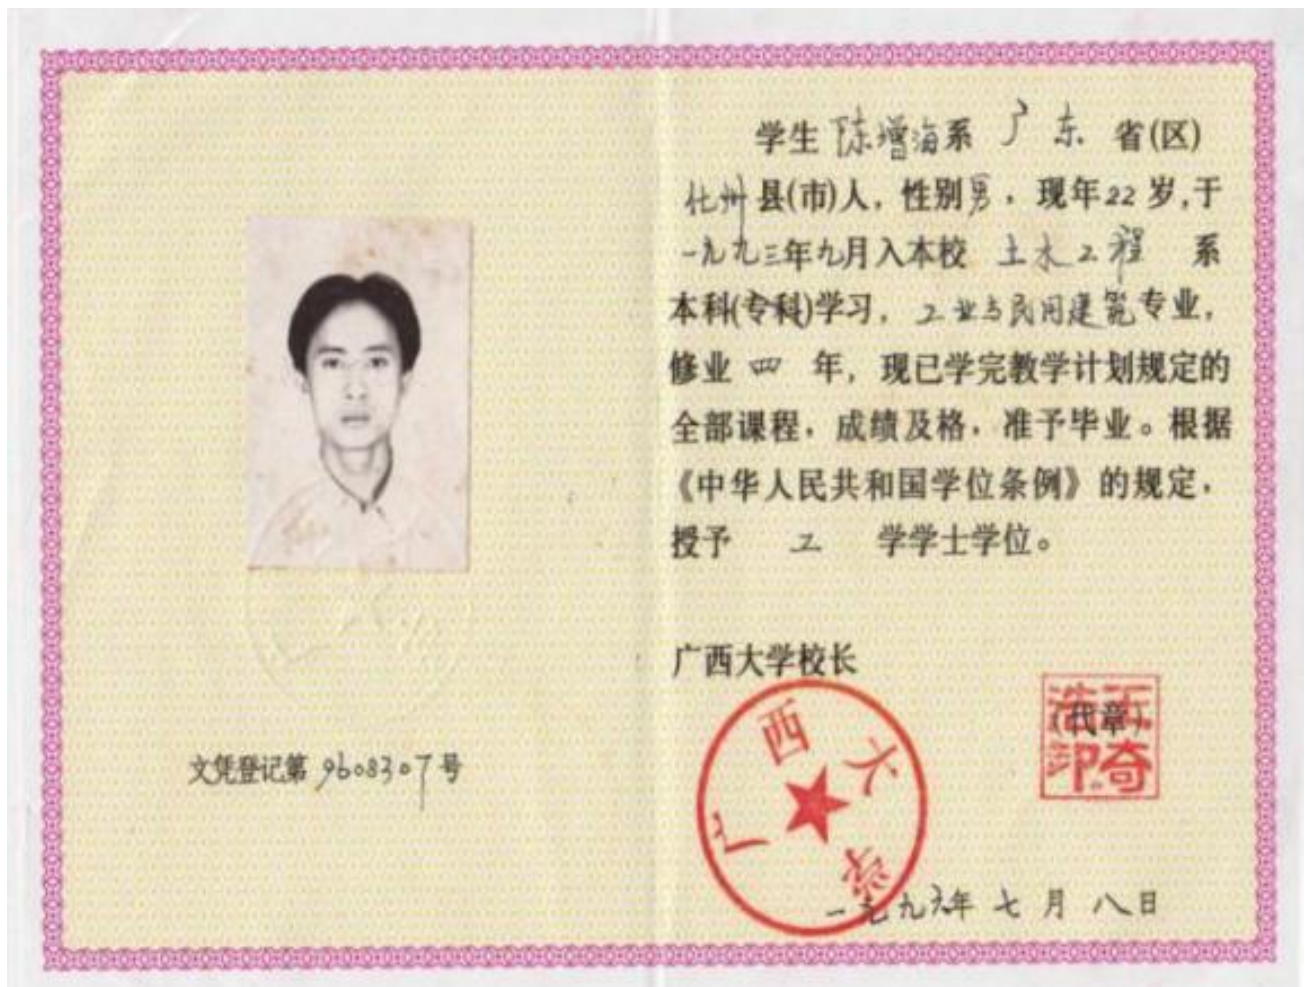 文凭登记第9608307号
学生陈增海系广东省(区)
化州县(市)人，性别男，现年22岁，于
一九九三年九月入本校土木工程系
本科(专科)学习，工业与民用建筑专业，
修业四年，现已学完教学计划规定的
全部课程，成绩及格，准予毕业。根据
《中华人民共和国学位条例》的规定，
授予工学学士学位。
广西大学校长
(代章)
广西大学
一九九六年七月八日